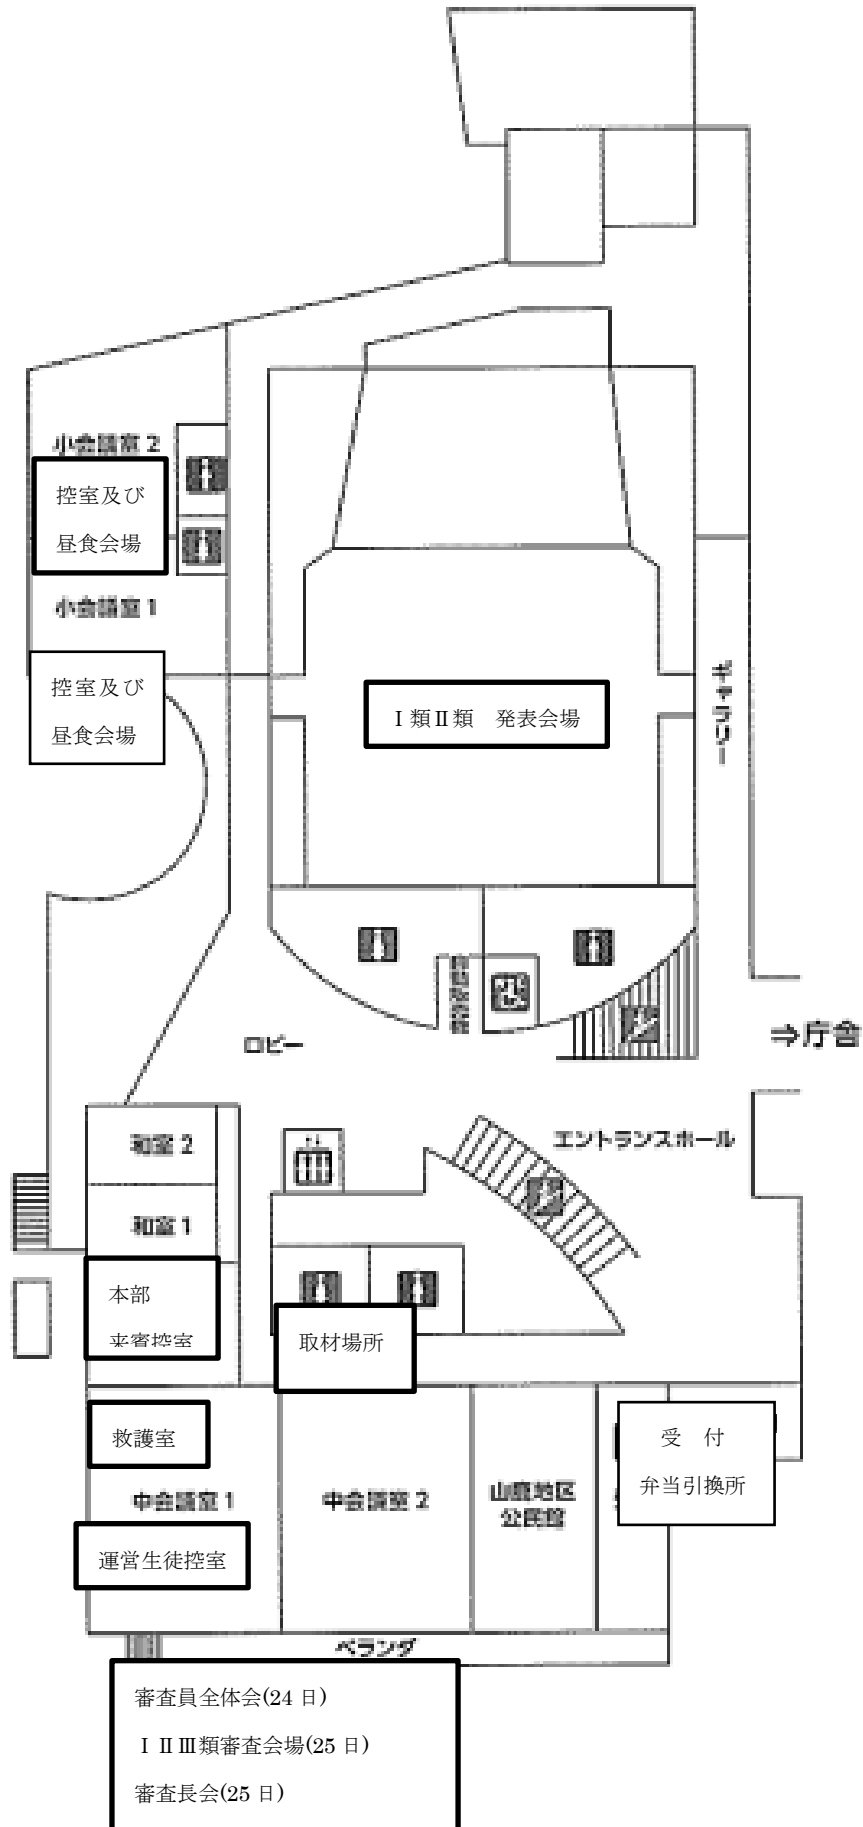 小会議室 2
控室及び
昼食会場
小会議室 1
控室及び
昼食会場
Ⅰ類Ⅱ類　発表会場
ギャラリー
ロビー
⇒庁舎
エントランスホール
和室 2
和室 1
本部
来賓控室
取材場所
救護室
中会議室 1
中会議室 2
山鹿地区
公民館
受　付
弁当引換所
運営生徒控室
ベランダ
審査員全体会(24 日)
Ⅰ Ⅱ Ⅲ類審査会場(25 日)
審査長会(25 日)